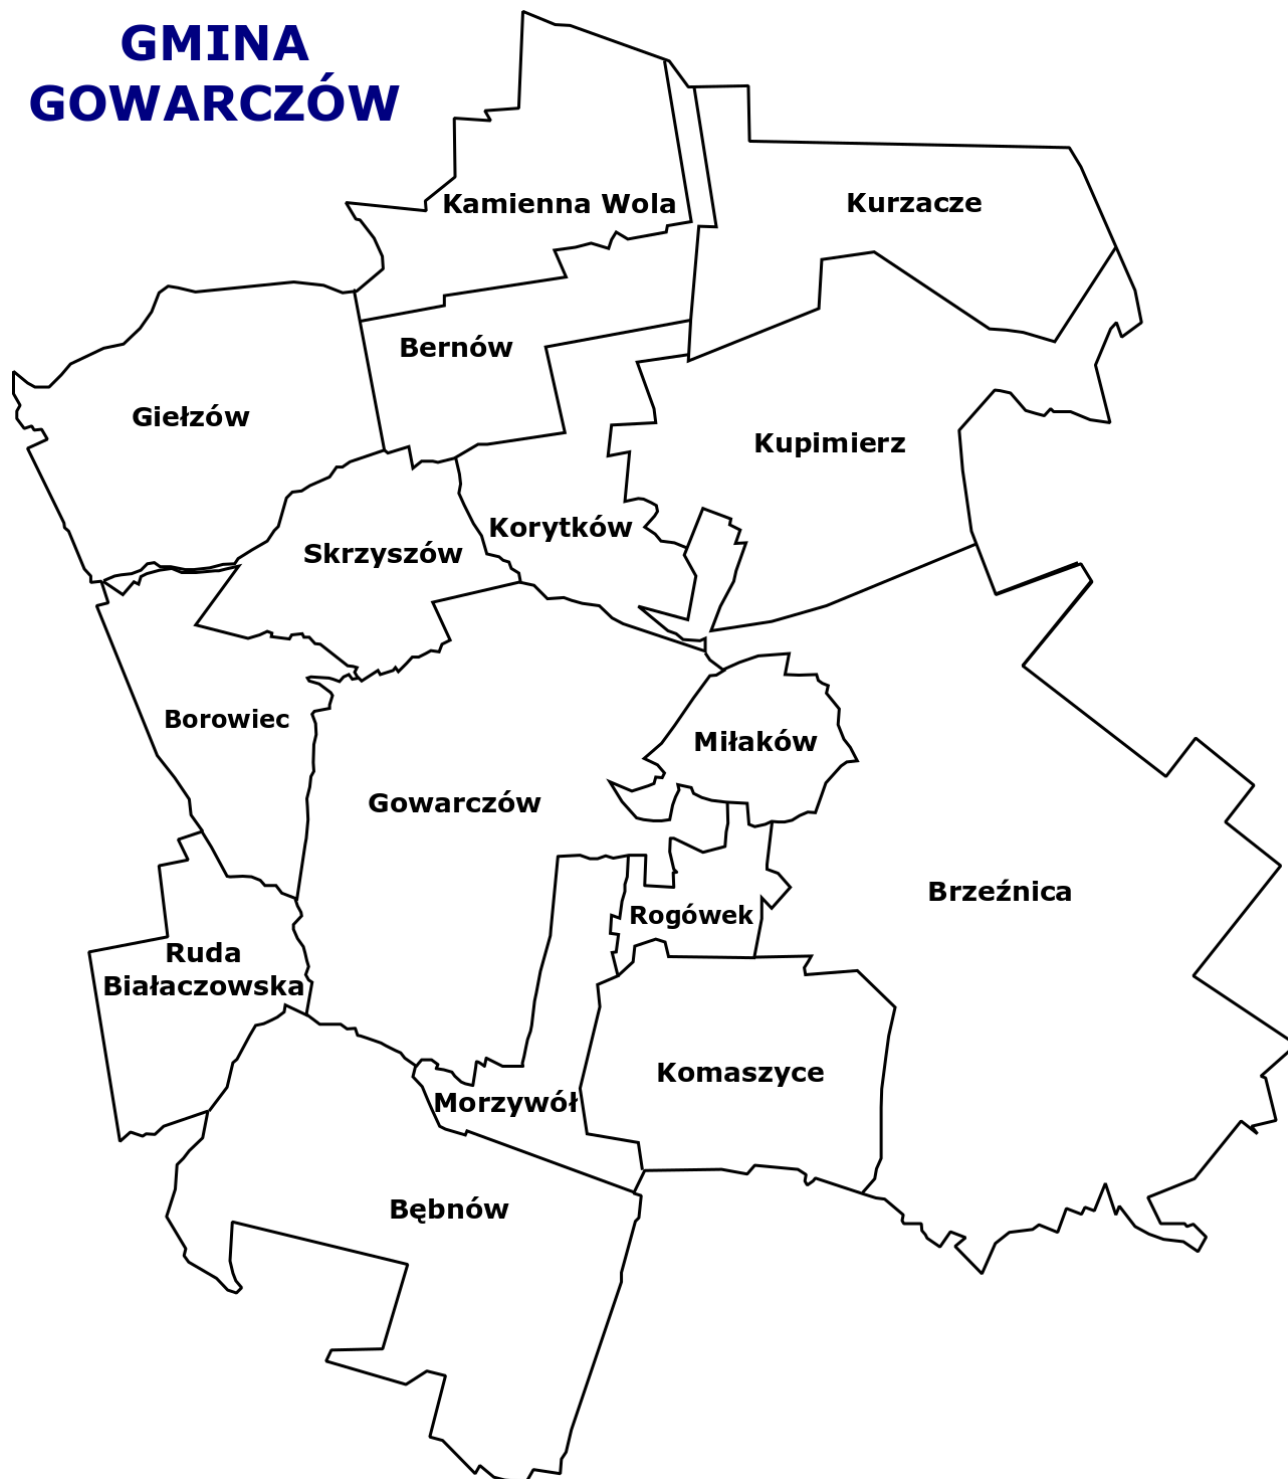 GMINA
GOWARCZÓW
Kamienna Wola
Kurzacze
Bernów
Giełzów
Kupimierz
Korytków
Skrzyszów
Borowiec
Miłaków
Gowarczów
Brzeźnica
Rogówek
Ruda
Białaczowska
Komaszyce
Morzywół
Bębnów